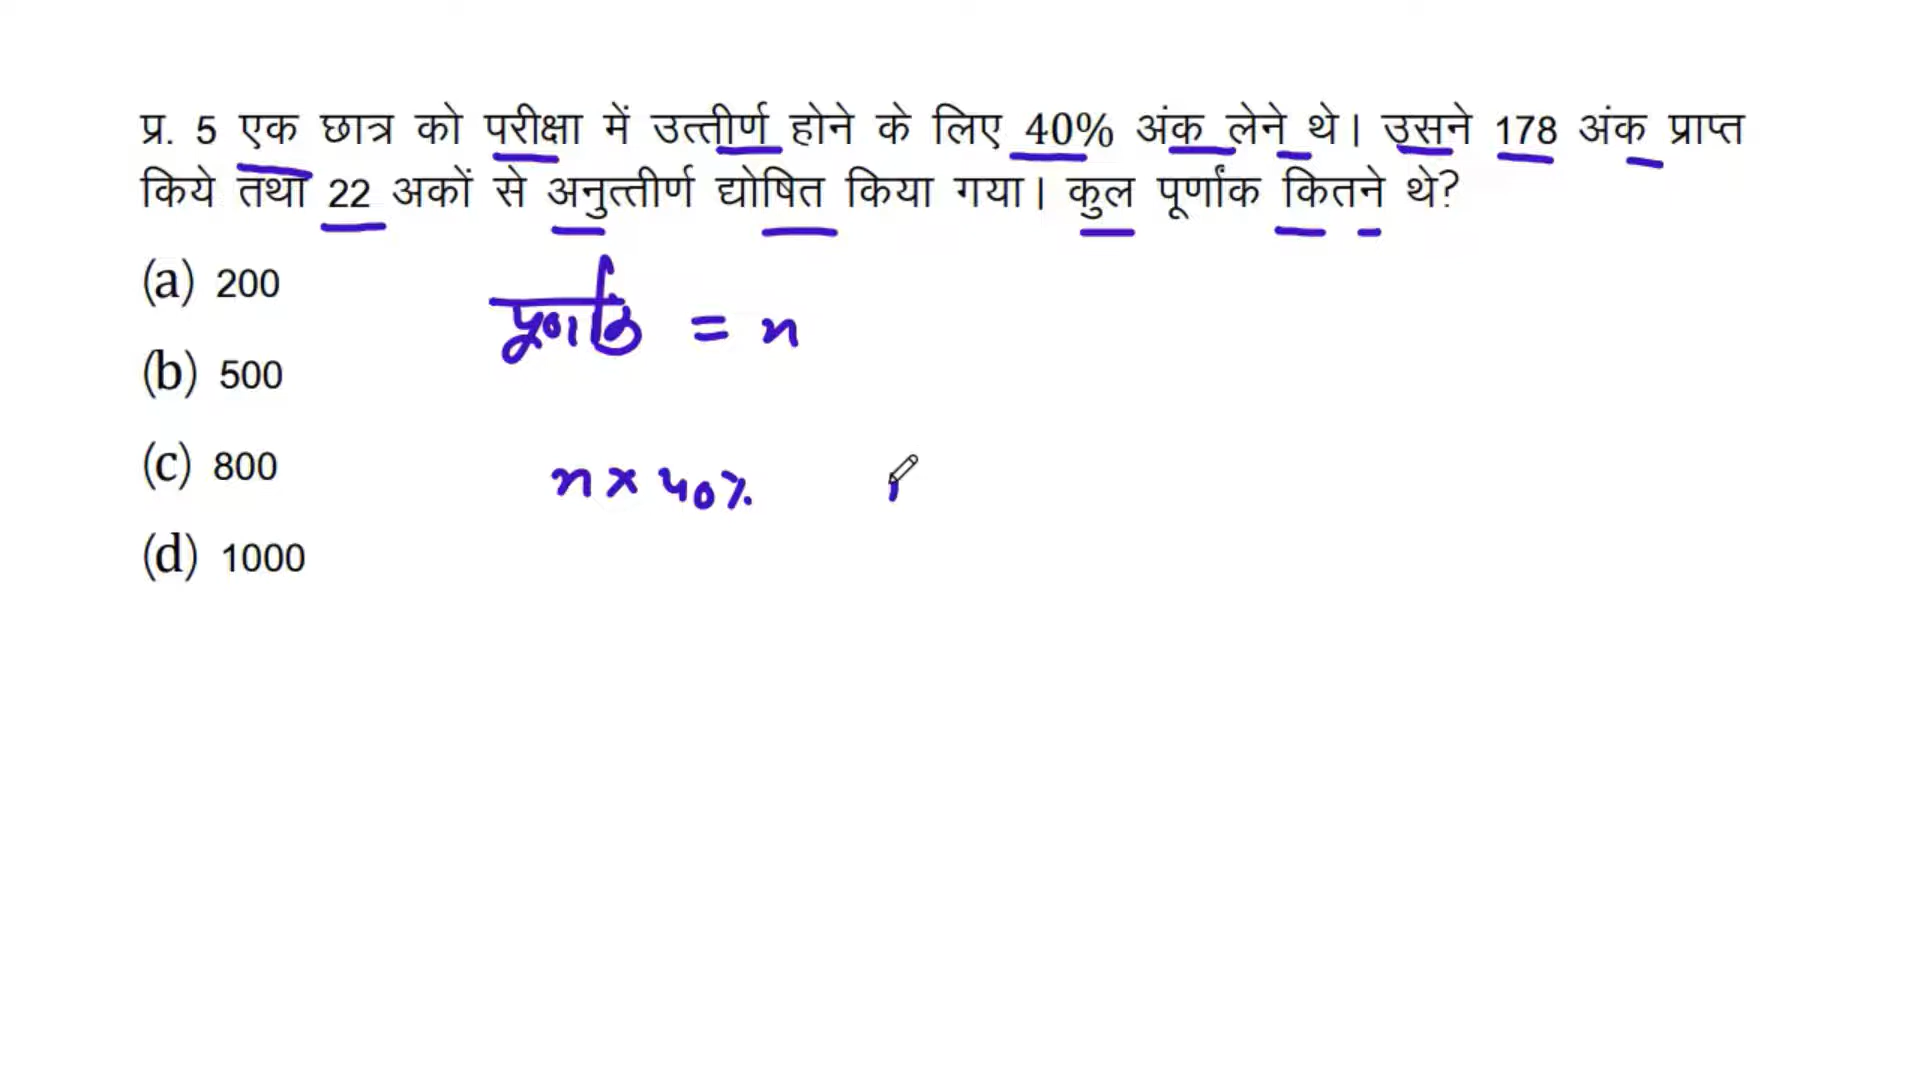 प्र. 5 एक छात्र को परीक्षा में उत्तीर्ण होने के लिए 40% अंक लेने थे। उसने 178 अंक प्राप्त
किये तथा 22 अकों से अनुत्तीर्ण द्योषित किया गया। कुल पूर्णांक कितने थे?
(a) 200
पूर्णांक = n
(b) 500
(c) 800
n × 40%
(d) 1000